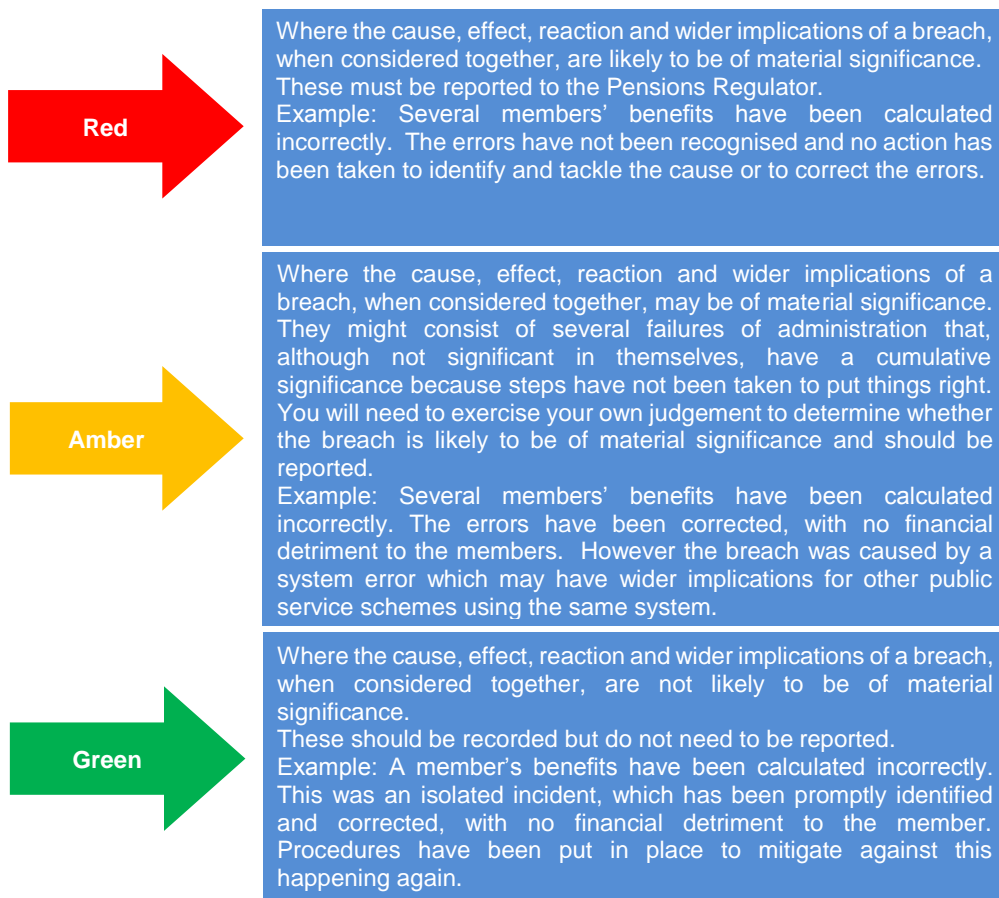 Red
Where the cause, effect, reaction and wider implications of a breach,
when considered together, are likely to be of material significance.
These must be reported to the Pensions Regulator.
Example: Several members’ benefits have been calculated
incorrectly. The errors have not been recognised and no action has
been taken to identify and tackle the cause or to correct the errors.
Amber
Where the cause, effect, reaction and wider implications of a
breach, when considered together, may be of material significance.
They might consist of several failures of administration that,
although not significant in themselves, have a cumulative
significance because steps have not been taken to put things right.
You will need to exercise your own judgement to determine whether
the breach is likely to be of material significance and should be
reported.
Example: Several members’ benefits have been calculated
incorrectly. The errors have been corrected, with no financial
detriment to the members. However the breach was caused by a
system error which may have wider implications for other public
service schemes using the same system.
Green
Where the cause, effect, reaction and wider implications of a breach,
when considered together, are not likely to be of material
significance.
These should be recorded but do not need to be reported.
Example: A member’s benefits have been calculated incorrectly.
This was an isolated incident, which has been promptly identified
and corrected, with no financial detriment to the member.
Procedures have been put in place to mitigate against this
happening again.